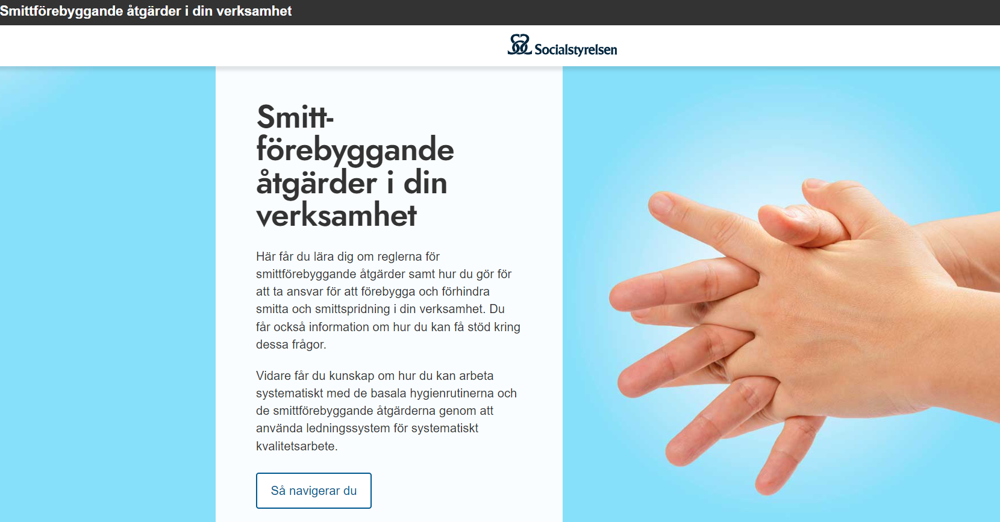 Smittförebyggande åtgärder i din verksamhet
Socialstyrelsen
Smitt-
förebyggande
åtgärder i din
verksamhet
Här får du lära dig om reglerna för
smittförebyggande åtgärder samt hur du gör för
att ta ansvar för att förebygga och förhindra
smitta och smittspridning i din verksamhet. Du
får också information om hur du kan få stöd kring
dessa frågor.
Vidare får du kunskap om hur du kan arbeta
systematiskt med de basala hygienrutinerna och
de smittförebyggande åtgärderna genom att
använda ledningssystem för systematiskt
kvalitetsarbete.
Så navigerar du